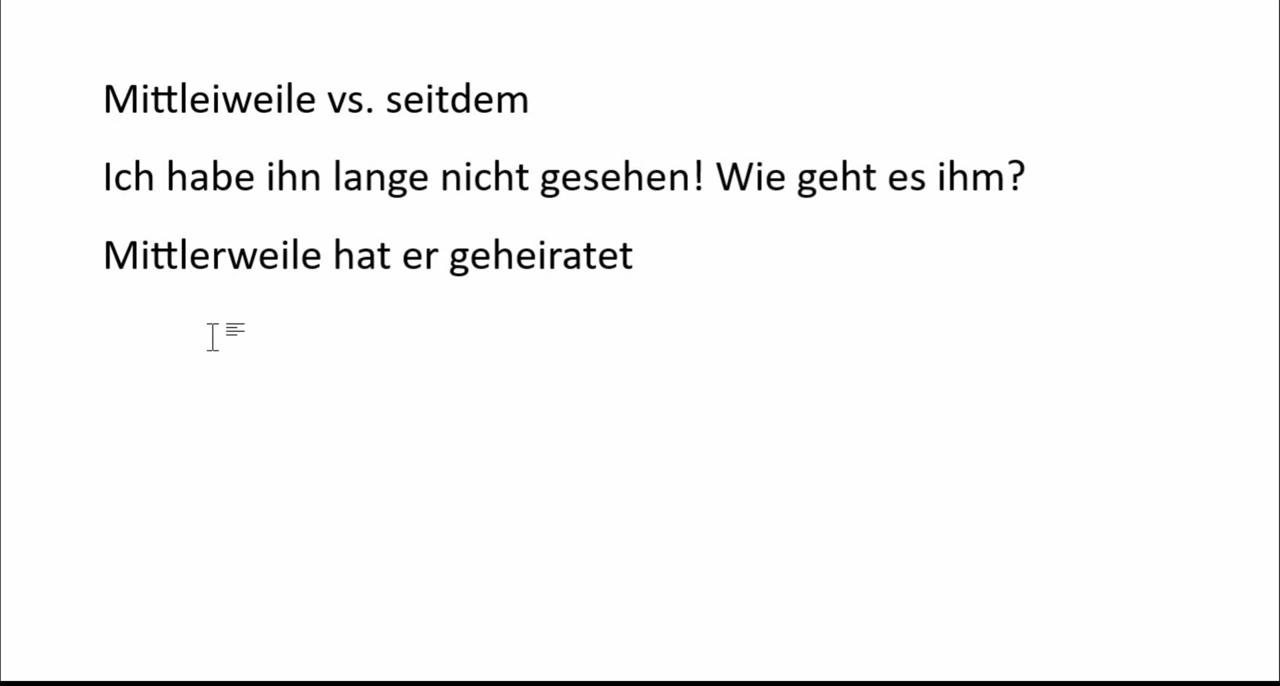 Mittleiweile vs. seitdem
Ich habe ihn lange nicht gesehen! Wie geht es ihm?
Mittlerweile hat er geheiratet